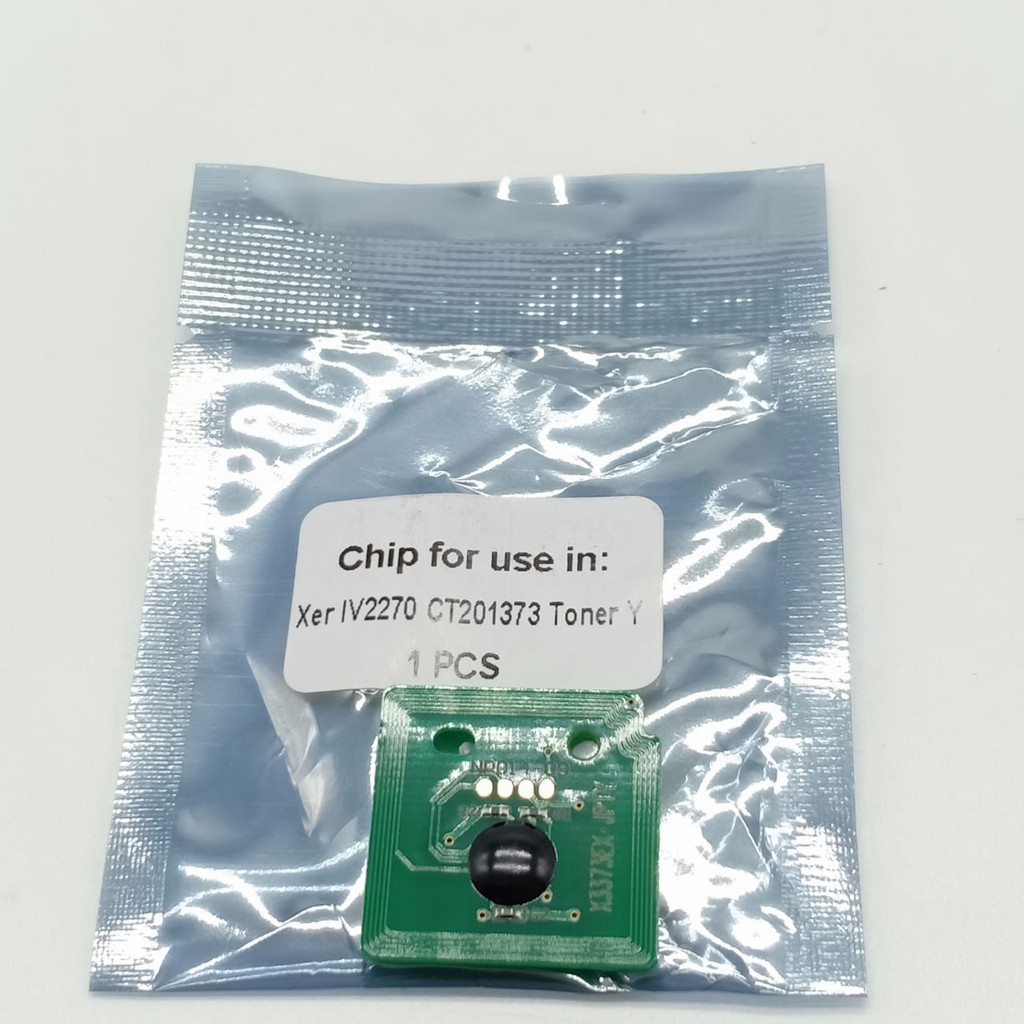 Chip for use in:
Xer IV2270 CT201373 Toner Y
1 PCS